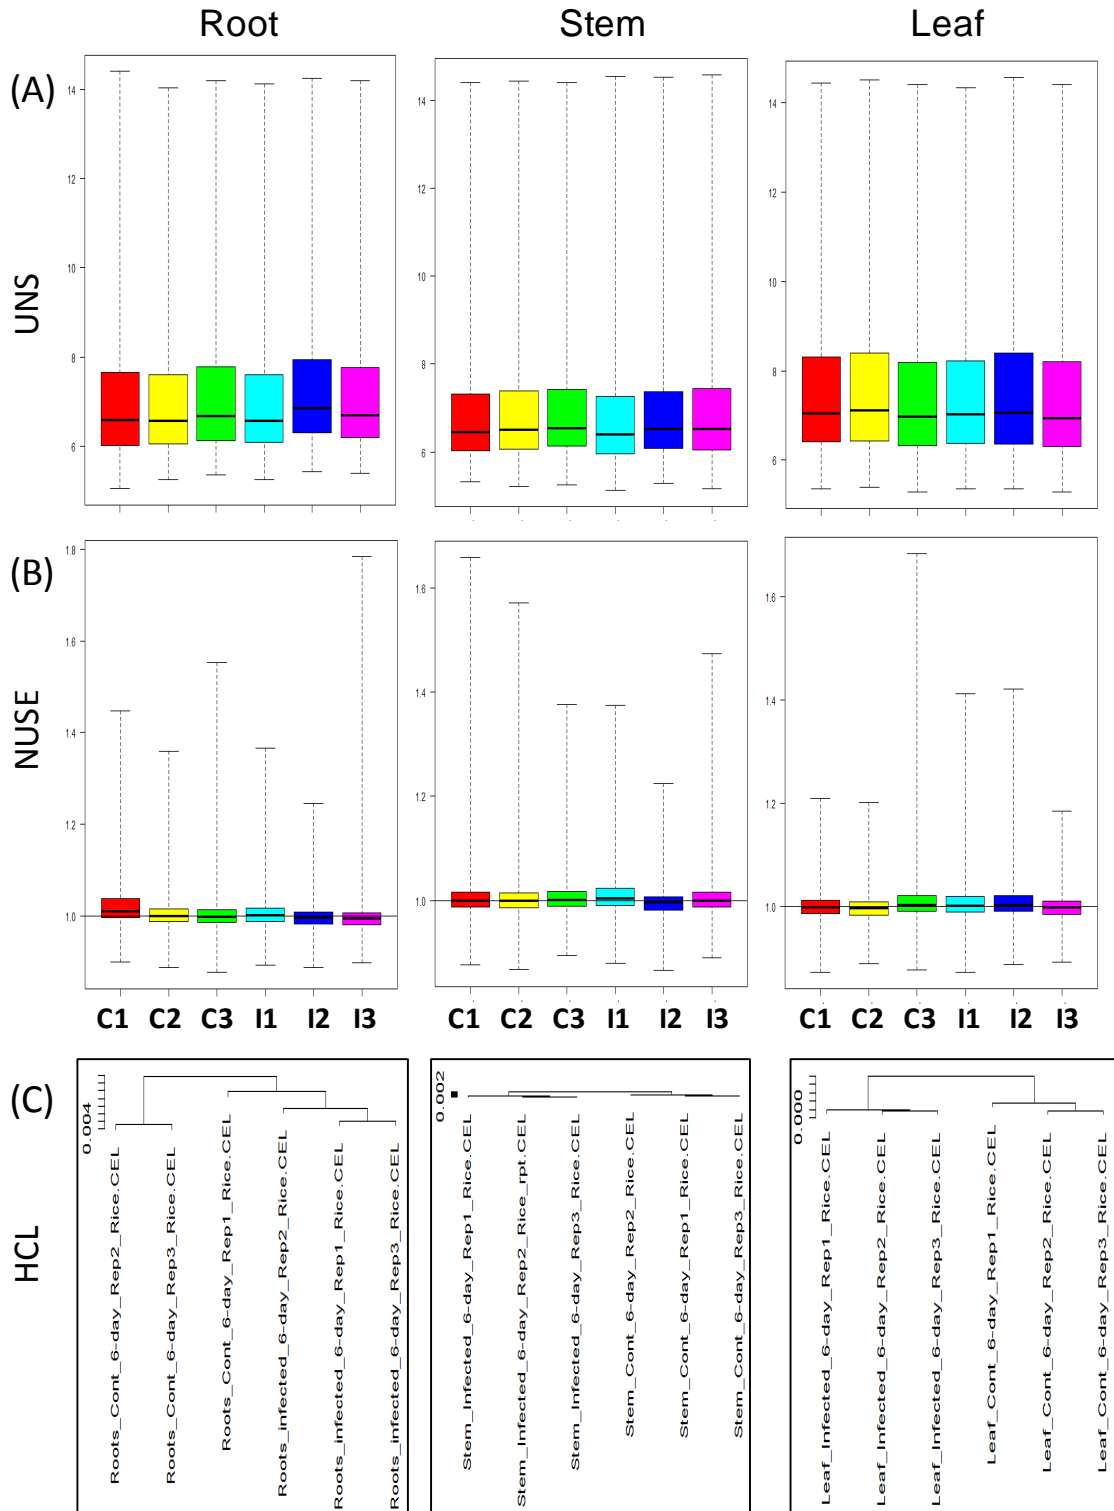 Root Stem Leaf
(A)
UNS
14
12
10
8
6
14
12
10
8
6
14
12
10
8
6
(B)
NUSE
1.8
1.6
1.4
1.2
1.0
1.6
1.4
1.2
1.0
1.6
1.4
1.2
1.0
C1 C2 C3 I1 I2 I3
C1 C2 C3 I1 I2 I3
C1 C2 C3 I1 I2 I3
(C)
HCL
0.004
Roots_Cont_6-day_Rep2_Rice.CEL
Roots_Cont_6-day_Rep3_Rice.CEL
Roots_Cont_6-day_Rep1_Rice.CEL
Roots_infected_6-day_Rep2_Rice.CEL
Roots_infected_6-day_Rep1_Rice.CEL
Roots_infected_6-day_Rep3_Rice.CEL
0.002
Stem_Infected_6-day_Rep1_Rice.CEL
Stem_Infected_6-day_Rep2_Rice_rpt.CEL
Stem_Infected_6-day_Rep3_Rice.CEL
Stem_Cont_6-day_Rep2_Rice.CEL
Stem_Cont_6-day_Rep1_Rice.CEL
Stem_Cont_6-day_Rep3_Rice.CEL
0.000
Leaf_Infected_6-day_Rep1_Rice.CEL
Leaf_Infected_6-day_Rep2_Rice.CEL
Leaf_Infected_6-day_Rep3_Rice.CEL
Leaf_Cont_6-day_Rep1_Rice.CEL
Leaf_Cont_6-day_Rep2_Rice.CEL
Leaf_Cont_6-day_Rep3_Rice.CEL